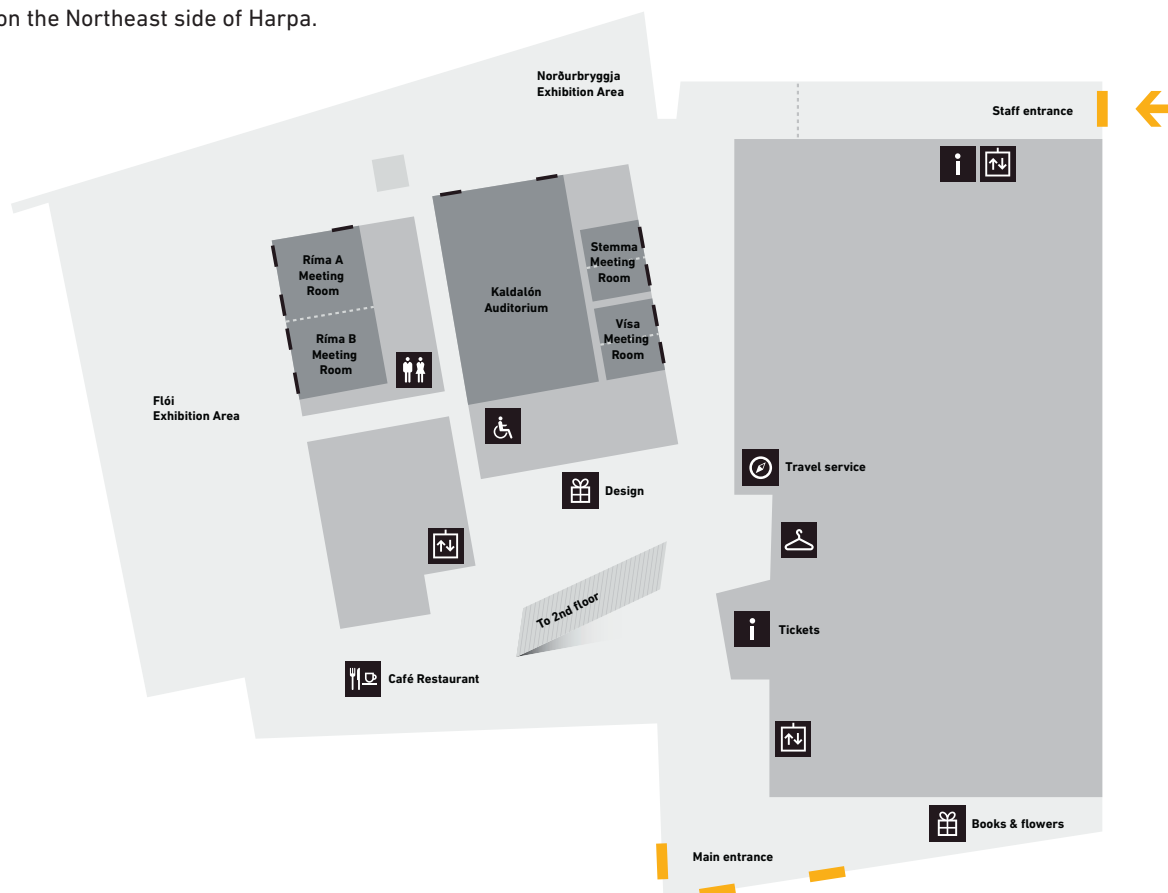 on the Northeast side of Harpa.
Norðurbryggja
Exhibition Area
Staff entrance
Ríma A
Meeting
Room
Stemma
Meeting
Room
Kaldalón
Auditorium
Ríma B
Meeting
Room
Vísa
Meeting
Room
Flói
Exhibition Area
Travel service
Design
To 2nd floor
Tickets
Café Restaurant
Books & flowers
Main entrance